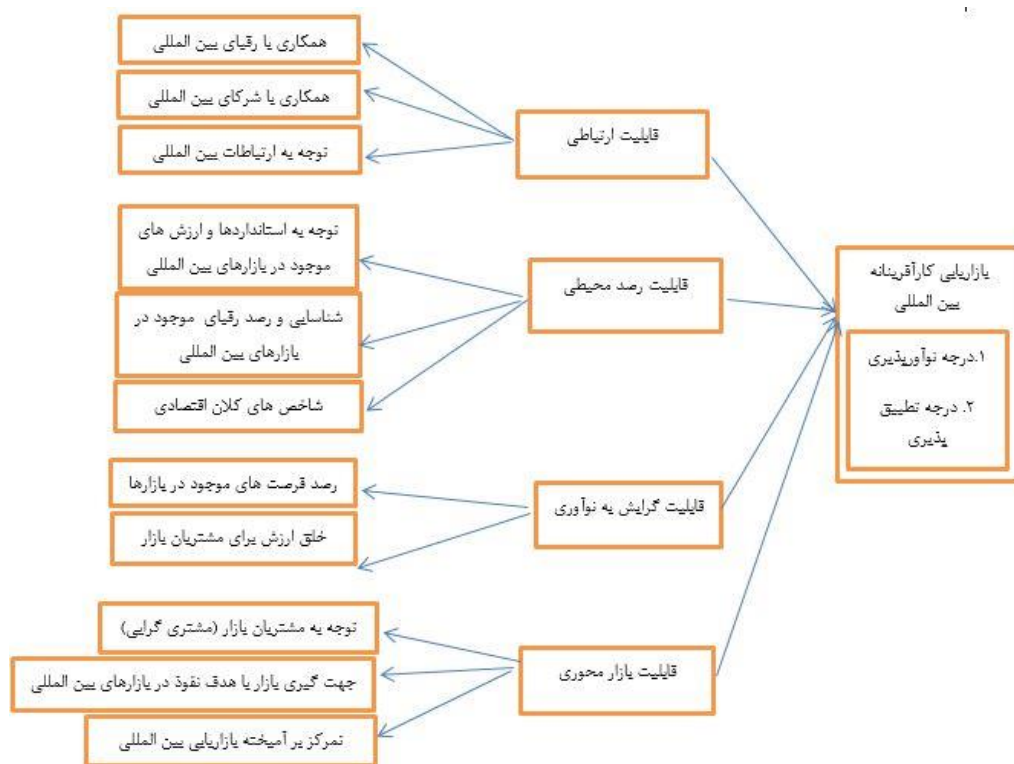 همکاری با رقبای بین المللی
همکاری با شرکای بین المللی
توجه به ارتباطات بین المللی
قابلیت ارتباطی
توجه به استانداردها و ارزش های
موجود در بازارهای بین المللی
شناسایی و رصد رقبای موجود در
بازارهای بین المللی
شاخص های کلان اقتصادی
قابلیت رصد محیطی
بازاریابی کارآفرینانه
بین المللی
۱.درجه نوآورپذیری
۲. درجه تطبیق
پذیری
رصد فرصت های موجود در بازارها
خلق ارزش برای مشتریان بازار
قابلیت گرایش به نوآوری
توجه به مشتریان بازار (مشتری گرایی)
جهت گیری بازار با هدف نفوذ در بازارهای بین المللی
تمرکز بر آمیخته بازاریابی بین المللی
قابلیت بازار محوری